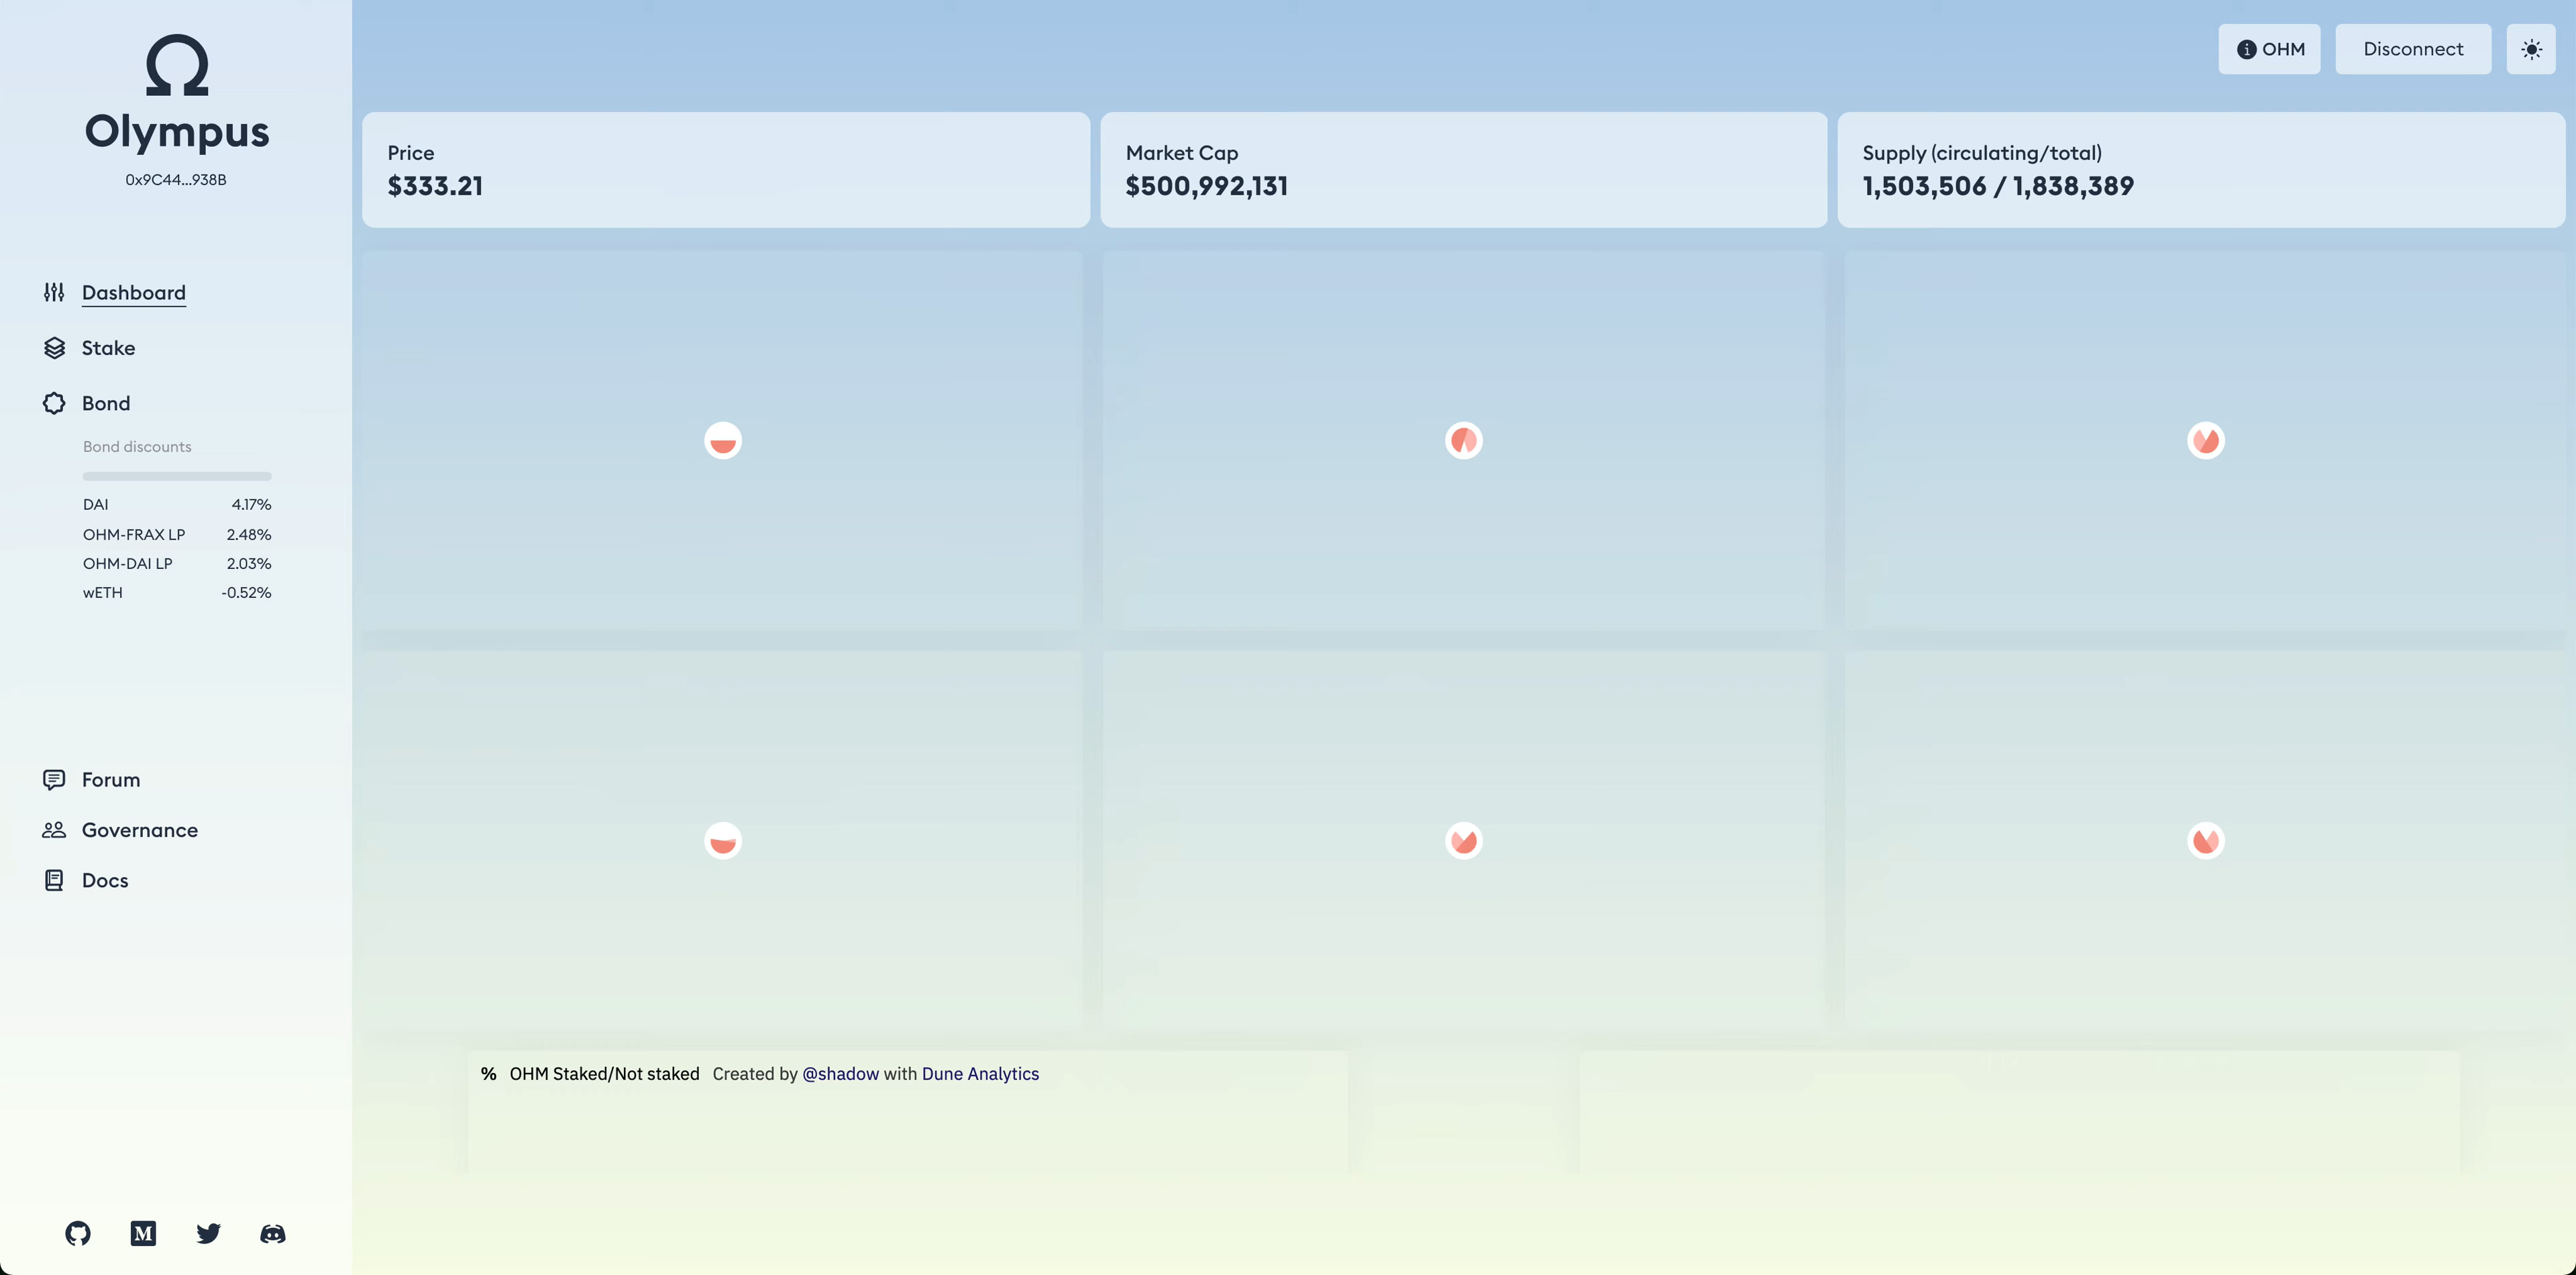 Olympus
0x9C44...938B
Dashboard
Stake
Bond
Bond discounts
DAI 4.17%
OHM-FRAX LP 2.48%
OHM-DAI LP 2.03%
wETH -0.52%
Forum
Governance
Docs
OHM Disconnect
Price
$333.21
Market Cap
$500,992,131
Supply (circulating/total)
1,503,506 / 1,838,389
% OHM Staked/Not staked Created by @shadow with Dune Analytics